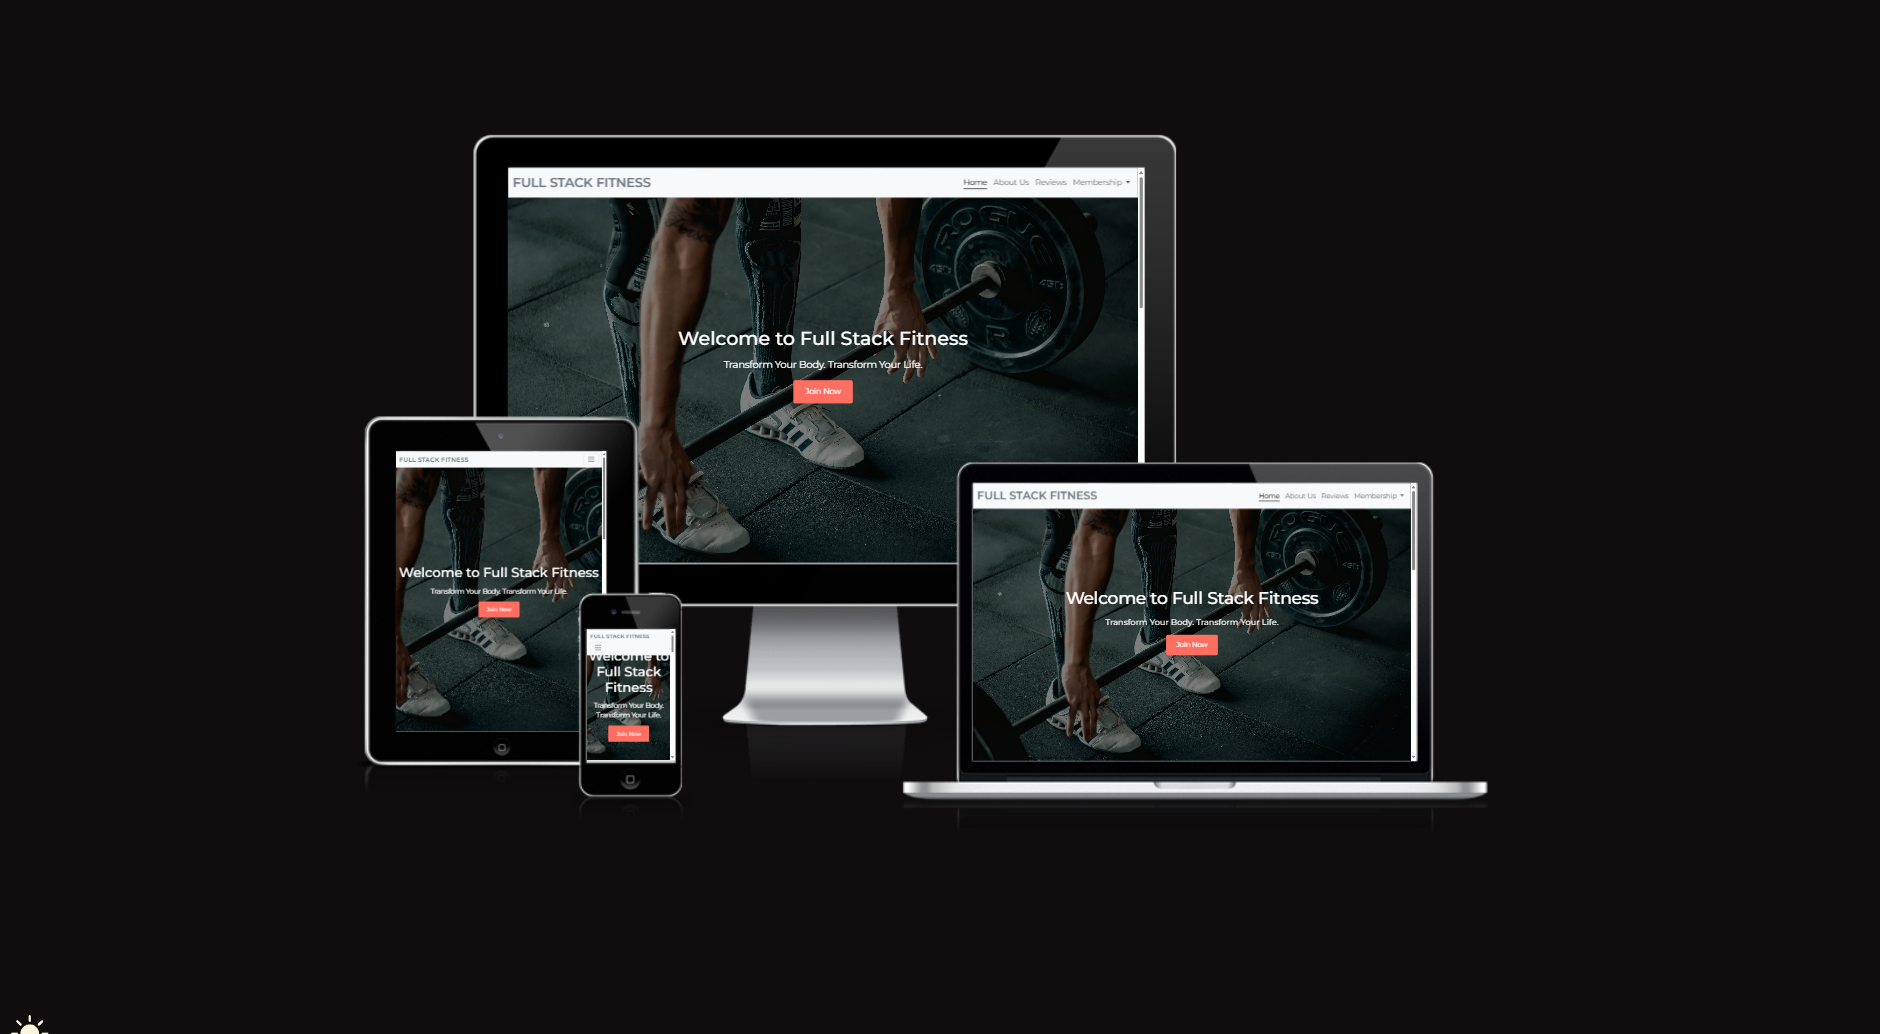 FULL STACK FITNESS
Home About Us Reviews Membership
ROGUE
Welcome to Full Stack Fitness
Transform Your Body. Transform Your Life.
Join Now
FULL STACK FITNESS
Welcome to Full Stack Fitness
Transform Your Body. Transform Your Life.
Join Now
FULL STACK FITNESS
Welcome to
Full Stack
Fitness
Transform Your Body.
Transform Your Life.
Join Now
FULL STACK FITNESS
Home About Us Reviews Membership
Welcome to Full Stack Fitness
Transform Your Body. Transform Your Life.
Join Now